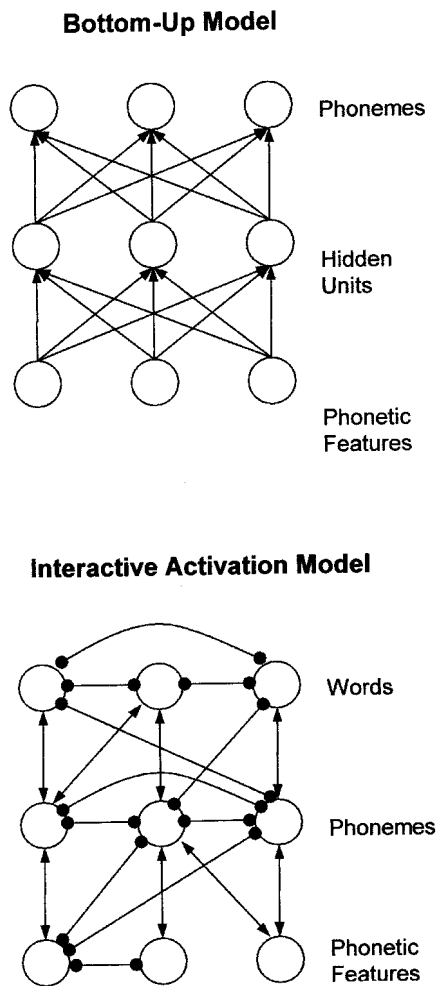 Bottom-Up Model
Phonemes
Hidden
Units
Phonetic
Features
Interactive Activation Model
Words
Phonemes
Phonetic
Features